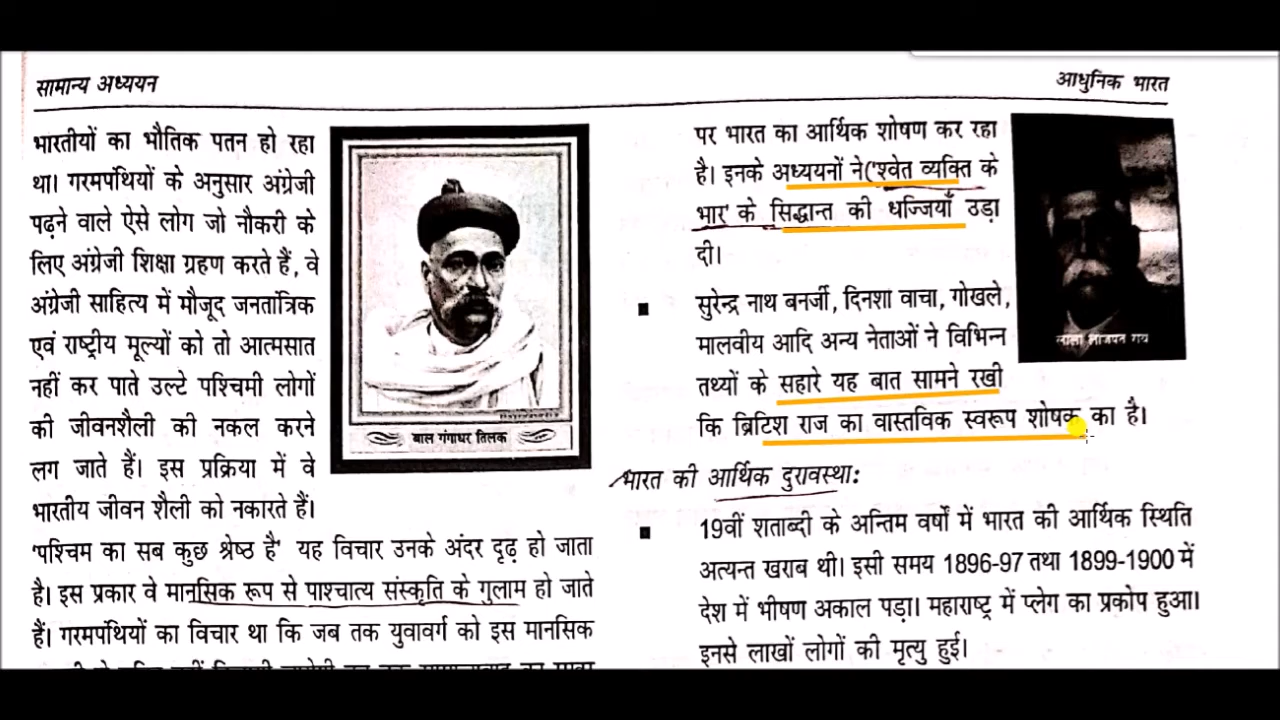 सामान्य अध्ययन
आधुनिक भारत
भारतीयों का भौतिक पतन हो रहा
था। गरमपंथियों के अनुसार अंग्रेजी
पढ़ने वाले ऐसे लोग जो नौकरी के
लिए अंग्रेजी शिक्षा ग्रहण करते हैं, वे
अंग्रेजी साहित्य में मौजूद जनतांत्रिक
एवं राष्ट्रीय मूल्यों को तो आत्मसात
नहीं कर पाते उल्टे पश्चिमी लोगों
की जीवनशैली की नकल करने
लग जाते हैं। इस प्रक्रिया में वे
भारतीय जीवन शैली को नकारते हैं।
'पश्चिम का सब कुछ श्रेष्ठ है' यह विचार उनके अंदर दृढ़ हो जाता
है। इस प्रकार वे मानसिक रूप से पाश्चात्य संस्कृति के गुलाम हो जाते
हैं। गरमपंथियों का विचार था कि जब तक युवावर्ग को इस मानसिक
बाल गंगाधर तिलक
पर भारत का आर्थिक शोषण कर रहा
है। इनके अध्ययनों ने ('श्वेत व्यक्ति के
भार' के सिद्धान्त की धज्जियाँ उड़ा
दी।
■ सुरेन्द्र नाथ बनर्जी, दिनशा वाचा, गोखले,
मालवीय आदि अन्य नेताओं ने विभिन्न
तथ्यों के सहारे यह बात सामने रखी
कि ब्रिटिश राज का वास्तविक स्वरूप शोषक का है।
लाला लाजपत राय
भारत की आर्थिक दुरावस्था:
■ 19वीं शताब्दी के अन्तिम वर्षों में भारत की आर्थिक स्थिति
अत्यन्त खराब थी। इसी समय 1896-97 तथा 1899-1900 में
देश में भीषण अकाल पड़ा। महाराष्ट्र में प्लेग का प्रकोप हुआ।
इनसे लाखों लोगों की मृत्यु हुई।